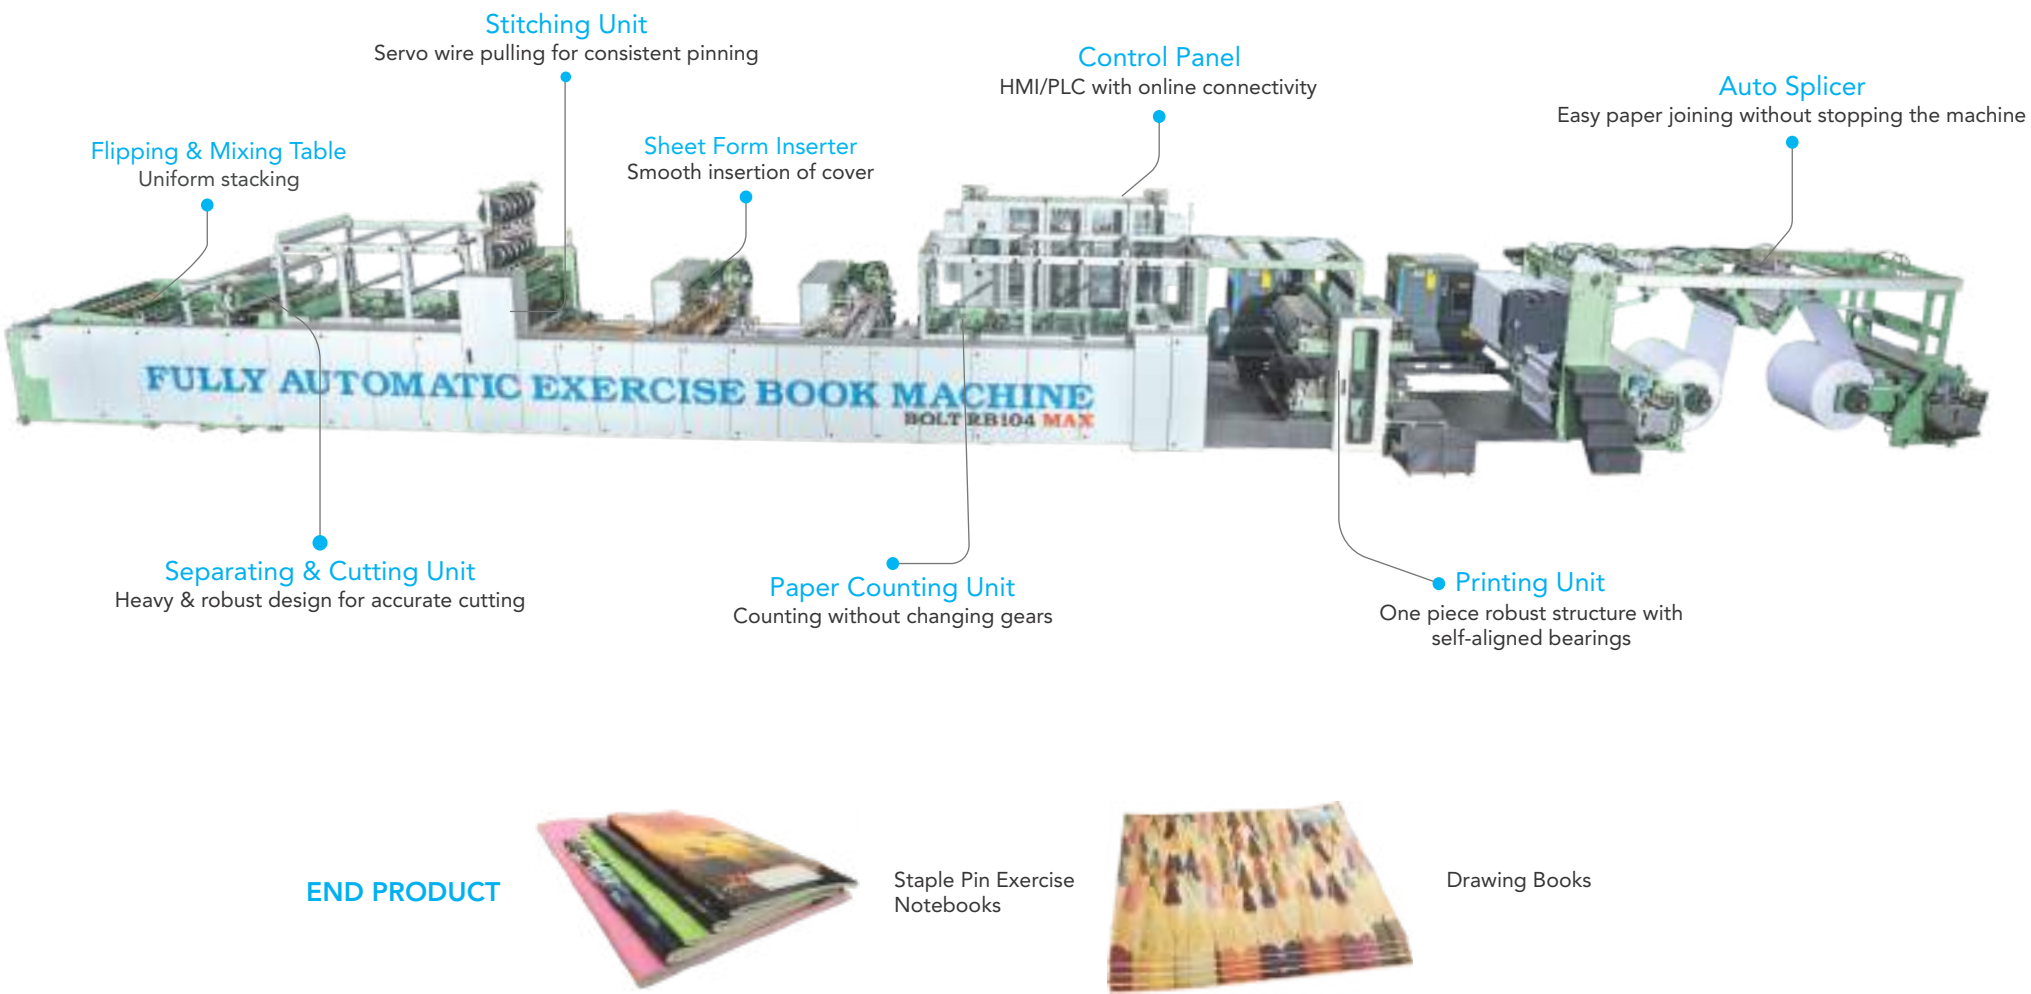 Stitching Unit
Servo wire pulling for consistent pinning
Control Panel
HMI/PLC with online connectivity
Auto Splicer
Easy paper joining without stopping the machine
Flipping & Mixing Table
Uniform stacking
Sheet Form Inserter
Smooth insertion of cover
FULLY AUTOMATIC EXERCISE BOOK MACHINE
BOLT RB104 MAX
Separating & Cutting Unit
Heavy & robust design for accurate cutting
Paper Counting Unit
Counting without changing gears
Printing Unit
One piece robust structure with
self-aligned bearings
END PRODUCT
Staple Pin Exercise
Notebooks
Drawing Books